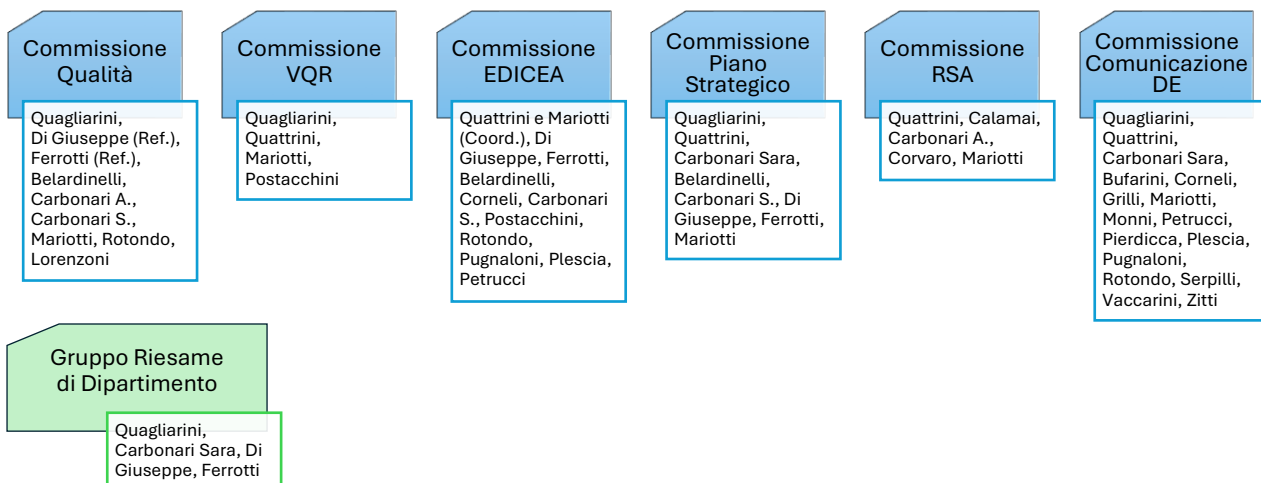 Commissione
Qualità
Quagliarini,
Di Giuseppe (Ref.),
Ferrotti (Ref.),
Belardinelli,
Carbonari A.,
Carbonari S.,
Mariotti, Rotondo,
Lorenzoni
Commissione
VQR
Quagliarini,
Quattrini,
Mariotti,
Postacchini
Commissione
EDICEA
Quattrini e Mariotti
(Coord.), Di
Giuseppe, Ferrotti,
Belardinelli,
Corneli, Carbonari
S., Postacchini,
Rotondo,
Pugnaloni, Plescia,
Petrucci
Commissione
Piano
Strategico
Quagliarini,
Quattrini,
Carbonari Sara,
Belardinelli,
Carbonari S., Di
Giuseppe, Ferrotti,
Mariotti
Commissione
RSA
Quattrini, Calamai,
Carbonari A.,
Corvaro, Mariotti
Commissione
Comunicazione
DE
Quagliarini,
Quattrini,
Carbonari Sara,
Bufarini, Corneli,
Grilli, Mariotti,
Monni, Petrucci,
Pierdicca, Plescia,
Pugnaloni,
Rotondo, Serpilli,
Vaccarini, Zitti
Gruppo Riesame
di Dipartimento
Quagliarini,
Carbonari Sara, Di
Giuseppe, Ferrotti